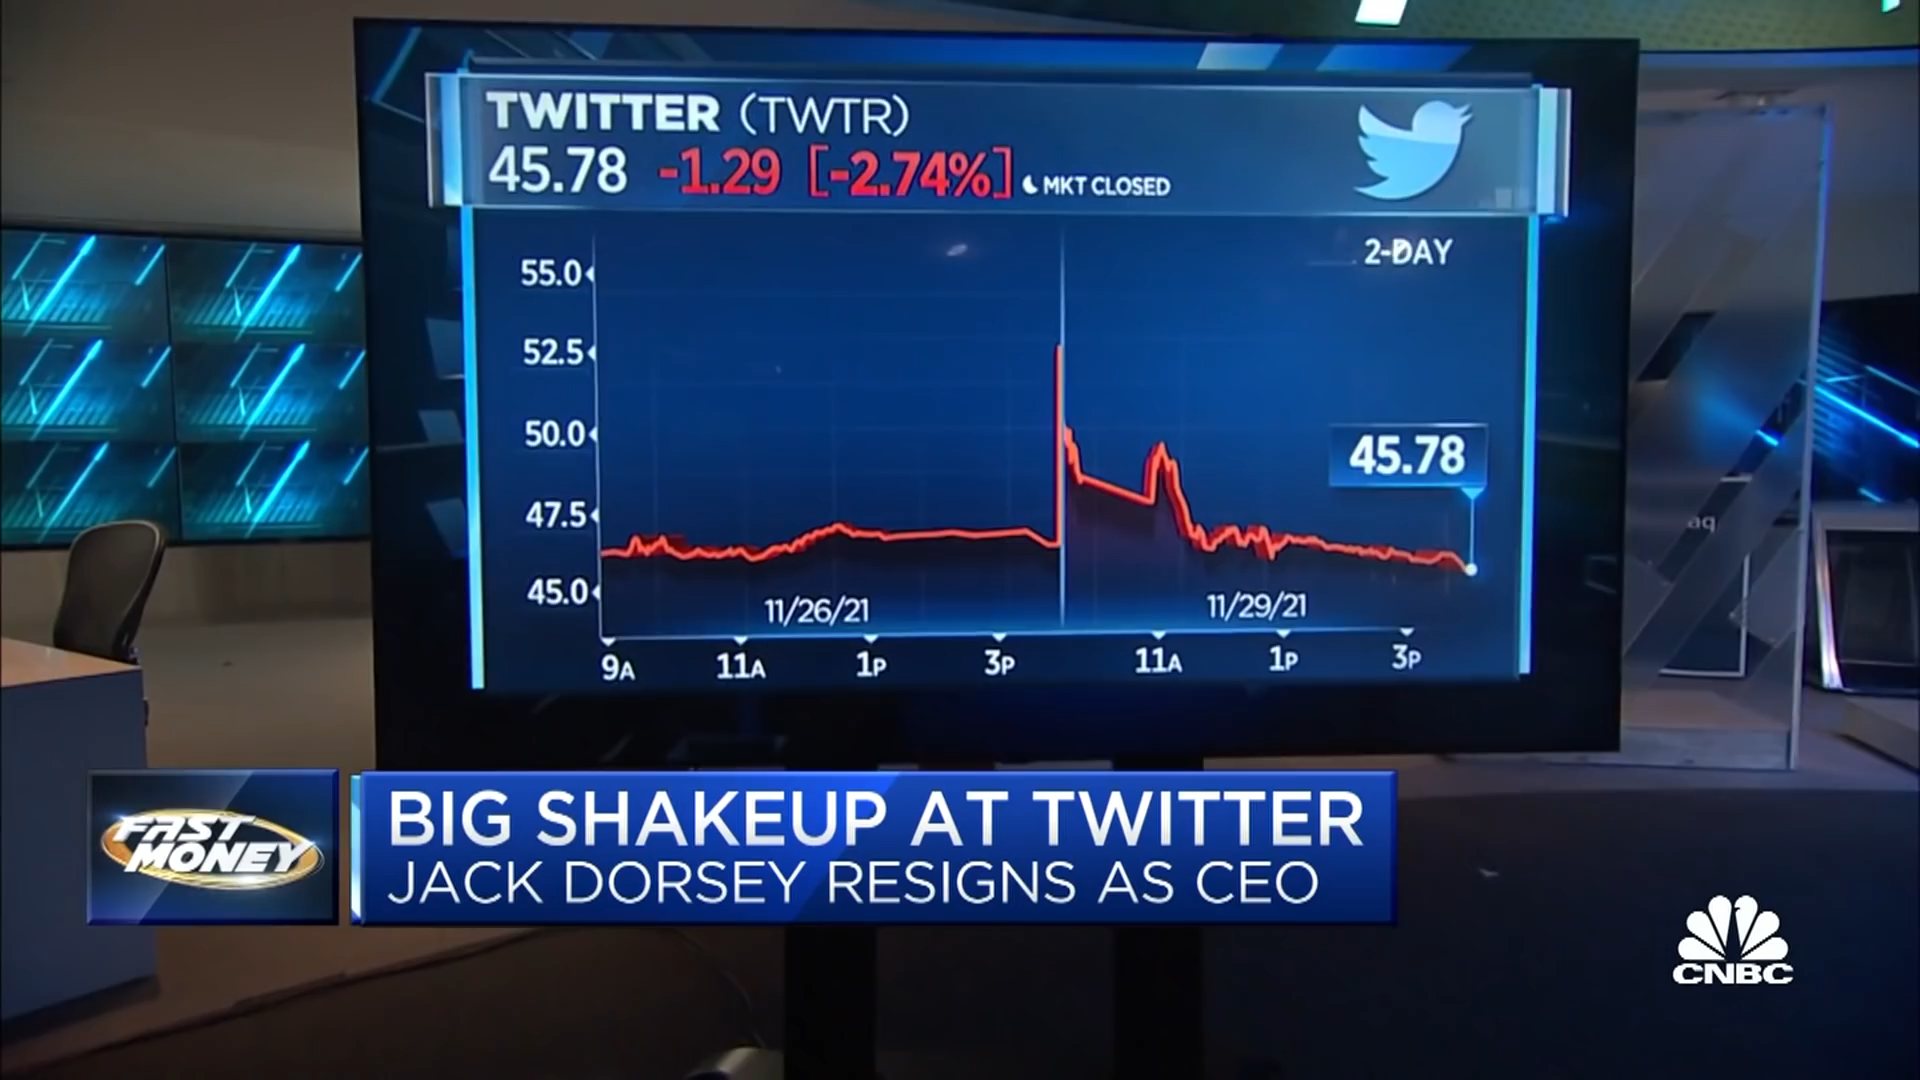 TWITTER (TWTR)
45.78 -1.29 [-2.74%] MKT CLOSED
2-DAY
55.0
52.5
50.0
47.5
45.0
45.78
11/26/21
11/29/21
9A 11A 1P 3P 11A 1P 3P
aq
FAST
MONEY
BIG SHAKEUP AT TWITTER
JACK DORSEY RESIGNS AS CEO
CNBC